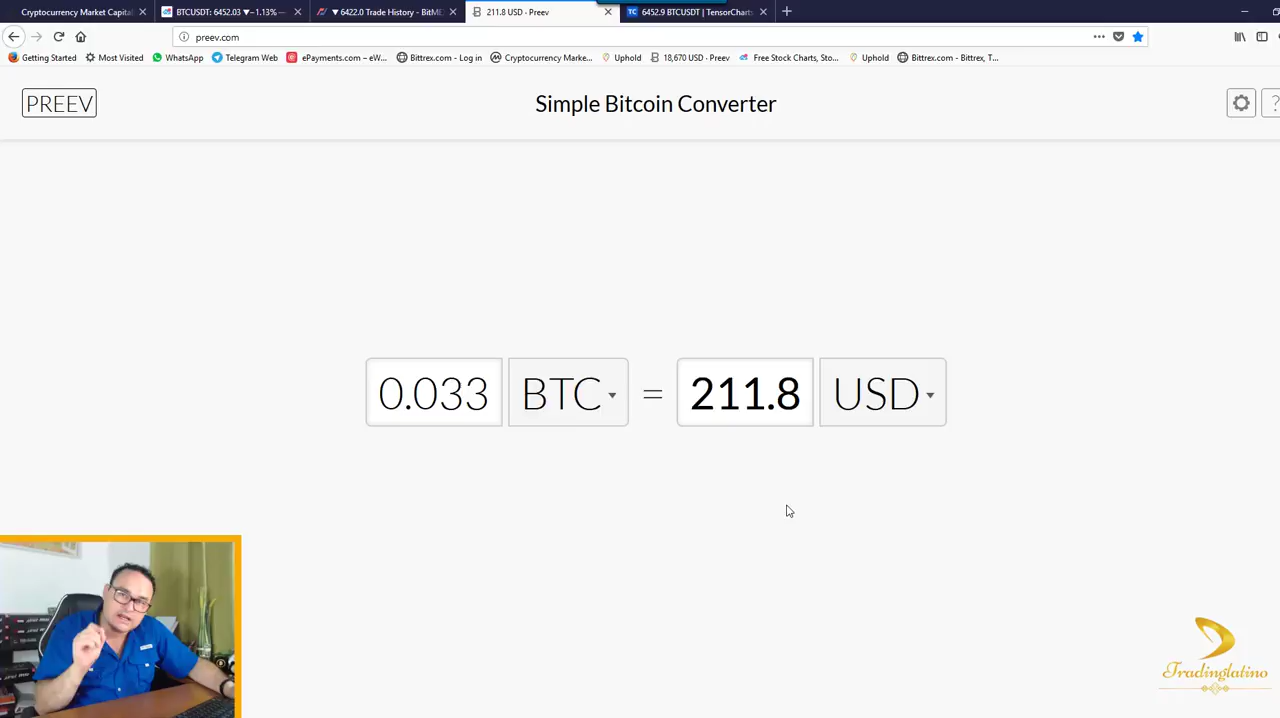 Cryptocurrency Market Capital
BTCUSDT: 6452.03 ▼−1.13% —
▼ 6422.0 Trade History - BitME
211.8 USD - Preev
6452.9 BTCUSDT | TensorCharts
preev.com
Getting Started
Most Visited
WhatsApp
Telegram Web
ePayments.com – eW...
Bittrex.com - Log in
Cryptocurrency Marke...
Uphold
18,670 USD · Preev
Free Stock Charts, Sto...
Uphold
Bittrex.com - Bittrex, T...
PREEV
Simple Bitcoin Converter
?
0.033 BTC = 211.8 USD
Tradinglatino